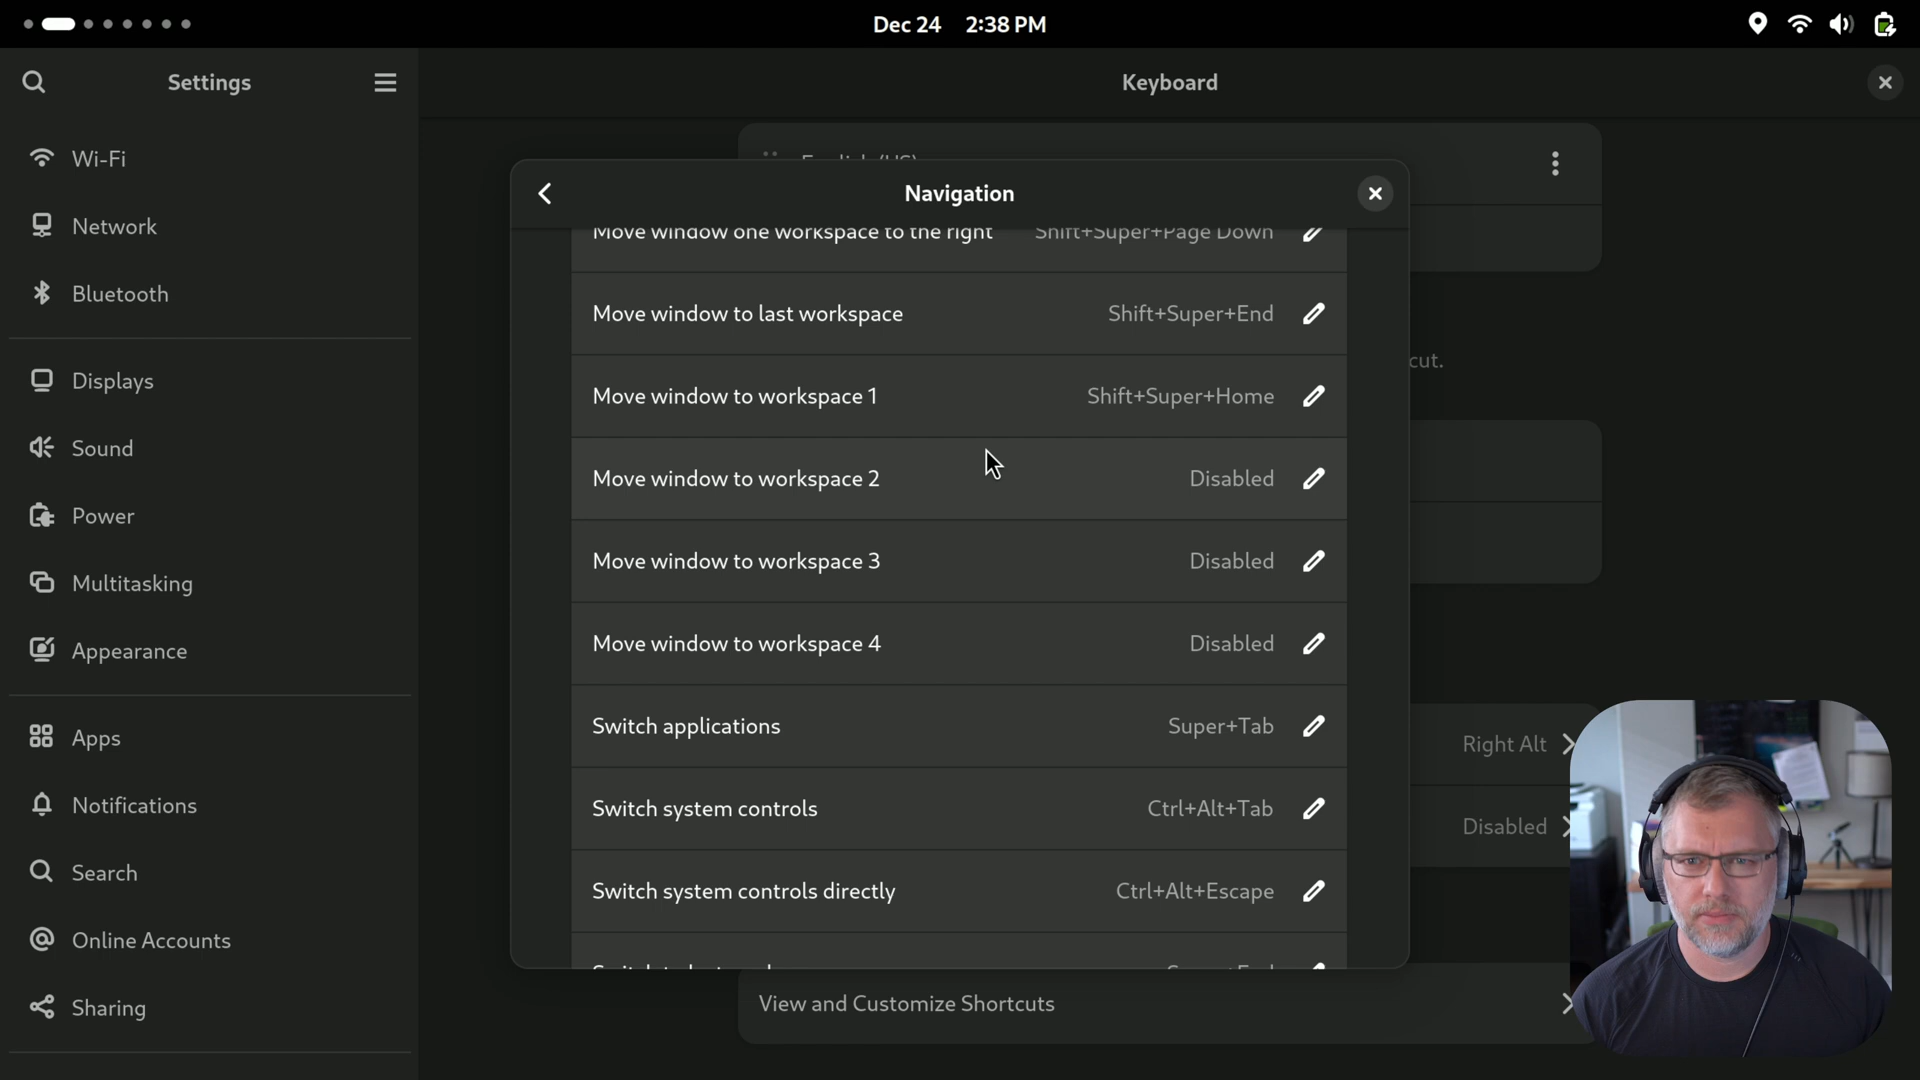 Dec 24 2:38 PM
Settings
Keyboard
Wi-Fi
Network
Bluetooth
Displays
Sound
Power
Multitasking
Appearance
Apps
Notifications
Search
Online Accounts
Sharing
Navigation
Move window one workspace to the right Shift+Super+Page Down
Move window to last workspace Shift+Super+End
Move window to workspace 1 Shift+Super+Home
Move window to workspace 2 Disabled
Move window to workspace 3 Disabled
Move window to workspace 4 Disabled
Switch applications Super+Tab
Switch system controls Ctrl+Alt+Tab
Switch system controls directly Ctrl+Alt+Escape
cut.
Right Alt
Disabled
View and Customize Shortcuts